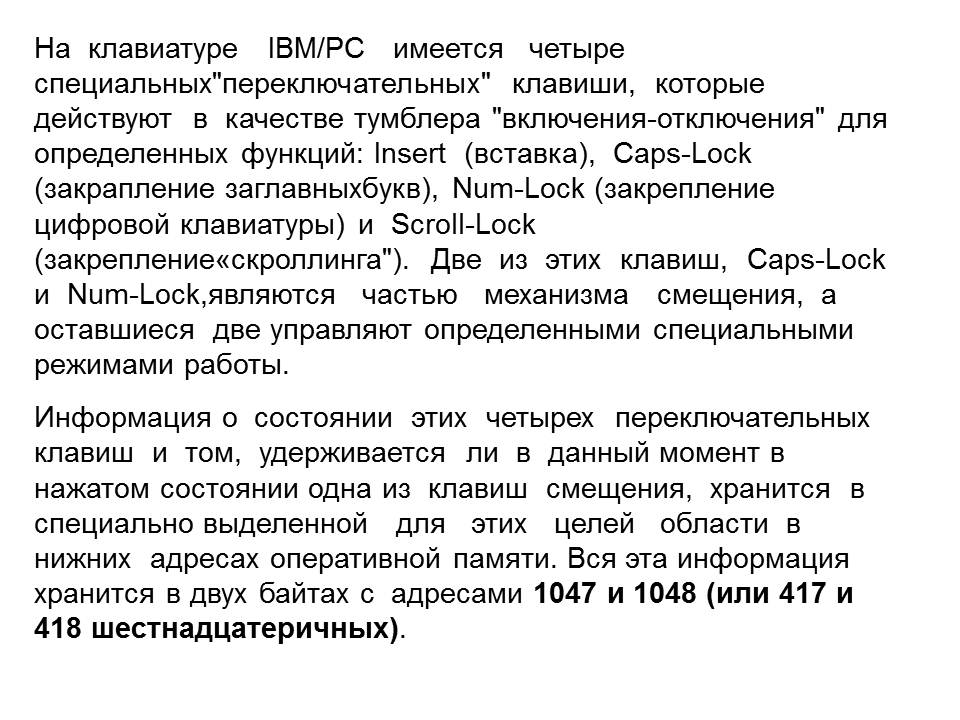 На клавиатуре IBM/PC имеется четыре
специальных"переключательных" клавиши, которые
действуют в качестве тумблера "включения-отключения" для
определенных функций: Insert (вставка), Caps-Lock
(закрапление заглавныхбукв), Num-Lock (закрепление
цифровой клавиатуры) и Scroll-Lock
(закрепление«скроллинга"). Две из этих клавиш, Caps-Lock
и Num-Lock,являются частью механизма смещения, а
оставшиеся две управляют определенными специальными
режимами работы.
Информация о состоянии этих четырех переключательных
клавиш и том, удерживается ли в данный момент в
нажатом состоянии одна из клавиш смещения, хранится в
специально выделенной для этих целей области в
нижних адресах оперативной памяти. Вся эта информация
хранится в двух байтах с адресами 1047 и 1048 (или 417 и
418 шестнадцатеричных).